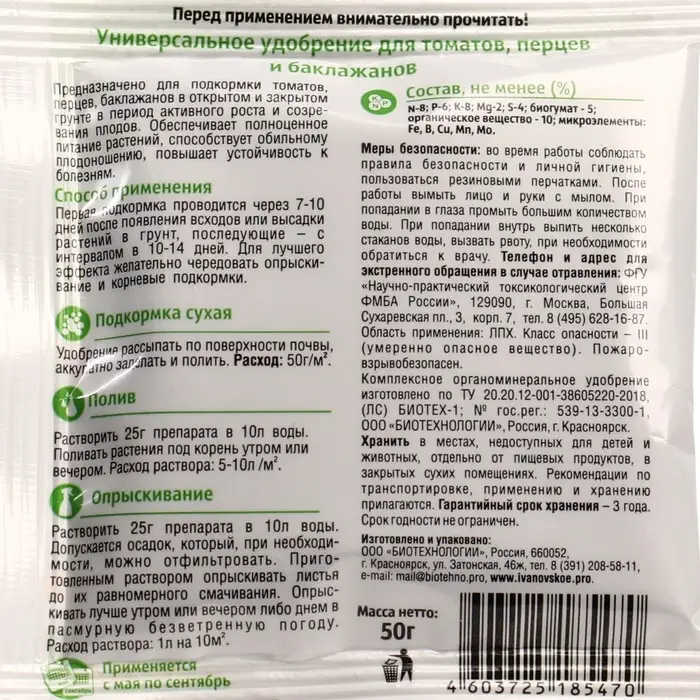 Перед применением внимательно прочитать!
Универсальное удобрение для томатов, перцев
и баклажанов
Предназначено для подкормки томатов,
перцев, баклажанов в открытом и закрытом
грунте в период активного роста и созре-
вания плодов. Обеспечивает полноценное
питание растений, способствует обильному
плодоношению, повышает устойчивость к
болезням.
Способ применения
Первая подкормка проводится через 7-10
дней после появления всходов или высадки
растений в грунт, последующие – с
интервалом в 10-14 дней. Для лучшего
эффекта желательно чередовать опрыски-
вание и корневые подкормки.
Подкормка сухая
Удобрения рассыпать по поверхности почвы,
аккуратно заделать и полить. Расход: 50г/м².
Полив
Растворить 25г препарата в 10л воды.
Поливать растения под корень утром или
вечером. Расход раствора: 5-10л /м².
Опрыскивание
Растворить 25г препарата в 10л воды.
Допускается осадок, который, при необходи-
мости, можно отфильтровать. Приго-
товленным раствором опрыскивать листья
до их равномерного смачивания. Опрыс-
кивать лучше утром или вечером либо днем в
пасмурную безветренную погоду.
Расход раствора: 1л на 10м².
сентябрь
Применяется
с мая по сентябрь
K N P
Состав, не менее (%)
N-8; P-6; K-8; Mg-2; S-4; биогумат - 5;
органическое вещество - 10; микроэлементы:
Fe, B, Cu, Mn, Mo.
Меры безопасности: во время работы соблюдать
правила безопасности и личной гигиены,
пользоваться резиновыми перчатками. После
работы вымыть лицо и руки с мылом. При
попадании в глаза промыть большим количеством
воды. При попадании внутрь выпить несколько
стаканов воды, вызвать рвоту, при необходимости
обратиться к врачу. Телефон и адрес для
экстренного обращения в случае отравления: ФГУ
«Научно-практический токсикологический центр
ФМБА России», 129090, г. Москва, Большая
Сухаревская пл., 3, корп. 7, тел. 8 (495) 628-16-87.
Область применения: ЛПХ. Класс опасности – III
(умеренно опасное вещество). Пожаро-
взрывобезопасен.
Комплексное органоминеральное удобрение
изготовлено по ТУ 20.20.12-001-38605220-2018,
(ЛС) БИОТЕХ-1; № гос.рег.: 539-13-3300-1,
ООО «БИОТЕХНОЛОГИИ», Россия, г. Красноярск.
Хранить в местах, недоступных для детей и
животных, отдельно от пищевых продуктов, в
закрытых сухих помещениях. Рекомендации по
транспортировке, применению и хранению
прилагаются. Гарантийный срок хранения – 3 года.
Срок годности не ограничен.
Изготовлено и упаковано:
ООО «БИОТЕХНОЛОГИИ», Россия, 660052,
г. Красноярск, ул. Затонская, 46ж, тел. 8 (391) 208-58-11,
e-mail: mail@biotehno.pro, www.ivanovskoe.pro.
Масса нетто:
50г
4 603725 185470